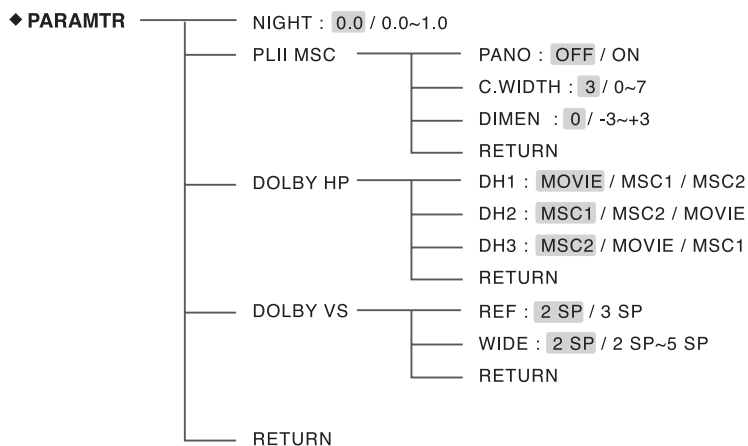 ◆ PARAMTR
NIGHT : 0.0 / 0.0~1.0
PLII MSC
PANO : OFF / ON
C.WIDTH : 3 / 0~7
DIMEN : 0 / -3~+3
RETURN
DOLBY HP
DH1 : MOVIE / MSC1 / MSC2
DH2 : MSC1 / MSC2 / MOVIE
DH3 : MSC2 / MOVIE / MSC1
RETURN
DOLBY VS
REF : 2 SP / 3 SP
WIDE : 2 SP / 2 SP~5 SP
RETURN
RETURN